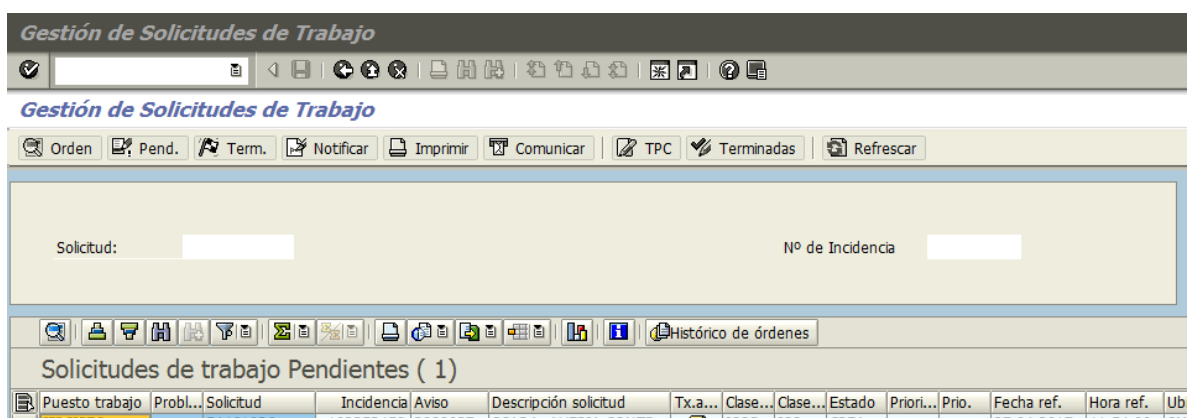 Gestión de Solicitudes de Trabajo
Gestión de Solicitudes de Trabajo
Orden Pend. Term. Notificar Imprimir Comunicar TPC Terminadas Refrescar
Solicitud: Nº de Incidencia
Histórico de órdenes
Solicitudes de trabajo Pendientes ( 1)
Puesto trabajo Probl... Solicitud Incidencia Aviso Descripción solicitud Tx.a... Clase... Clase... Estado Priori... Prio. Fecha ref. Hora ref. Ubi